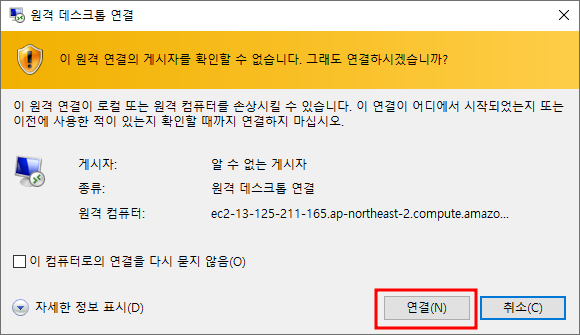 원격 데스크톱 연결
이 원격 연결의 게시자를 확인할 수 없습니다. 그래도 연결하시겠습니까?
이 원격 연결이 로컬 또는 원격 컴퓨터를 손상시킬 수 있습니다. 이 연결이 어디에서 시작되었는지 또는
이전에 사용한 적이 있는지 확인할 때까지 연결하지 마십시오.
게시자: 알 수 없는 게시자
종류: 원격 데스크톱 연결
원격 컴퓨터: ec2-13-125-211-165.ap-northeast-2.compute.amazo...
이 컴퓨터로의 연결을 다시 묻지 않음(O)
자세한 정보 표시(D) 연결(N) 취소(C)